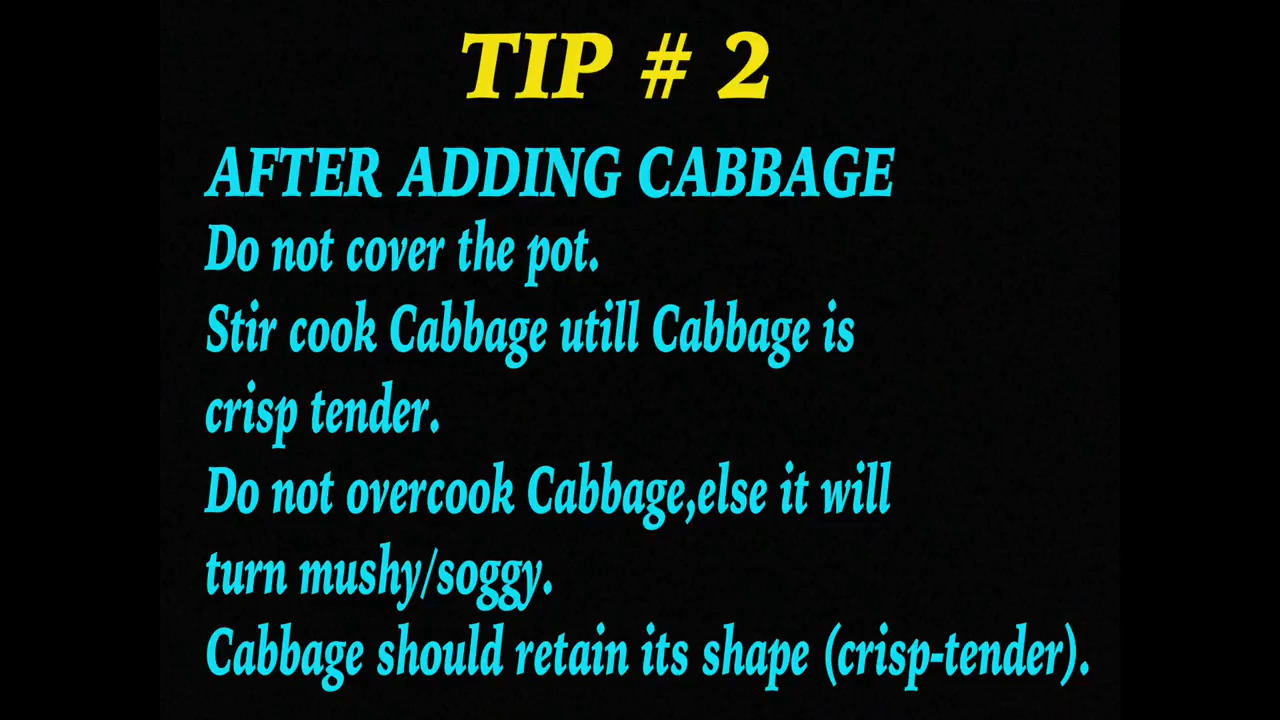 TIP # 2
AFTER ADDING CABBAGE
Do not cover the pot.
Stir cook Cabbage utill Cabbage is
crisp tender.
Do not overcook Cabbage,else it will
turn mushy/soggy.
Cabbage should retain its shape (crisp-tender).